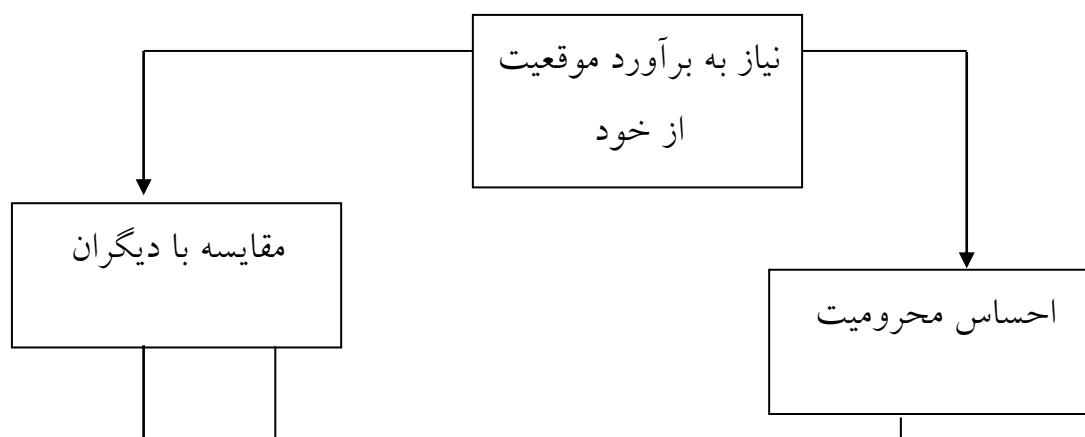 نیاز به برآورد موقعیت
از خود
مقایسه با دیگران
احساس محرومیت